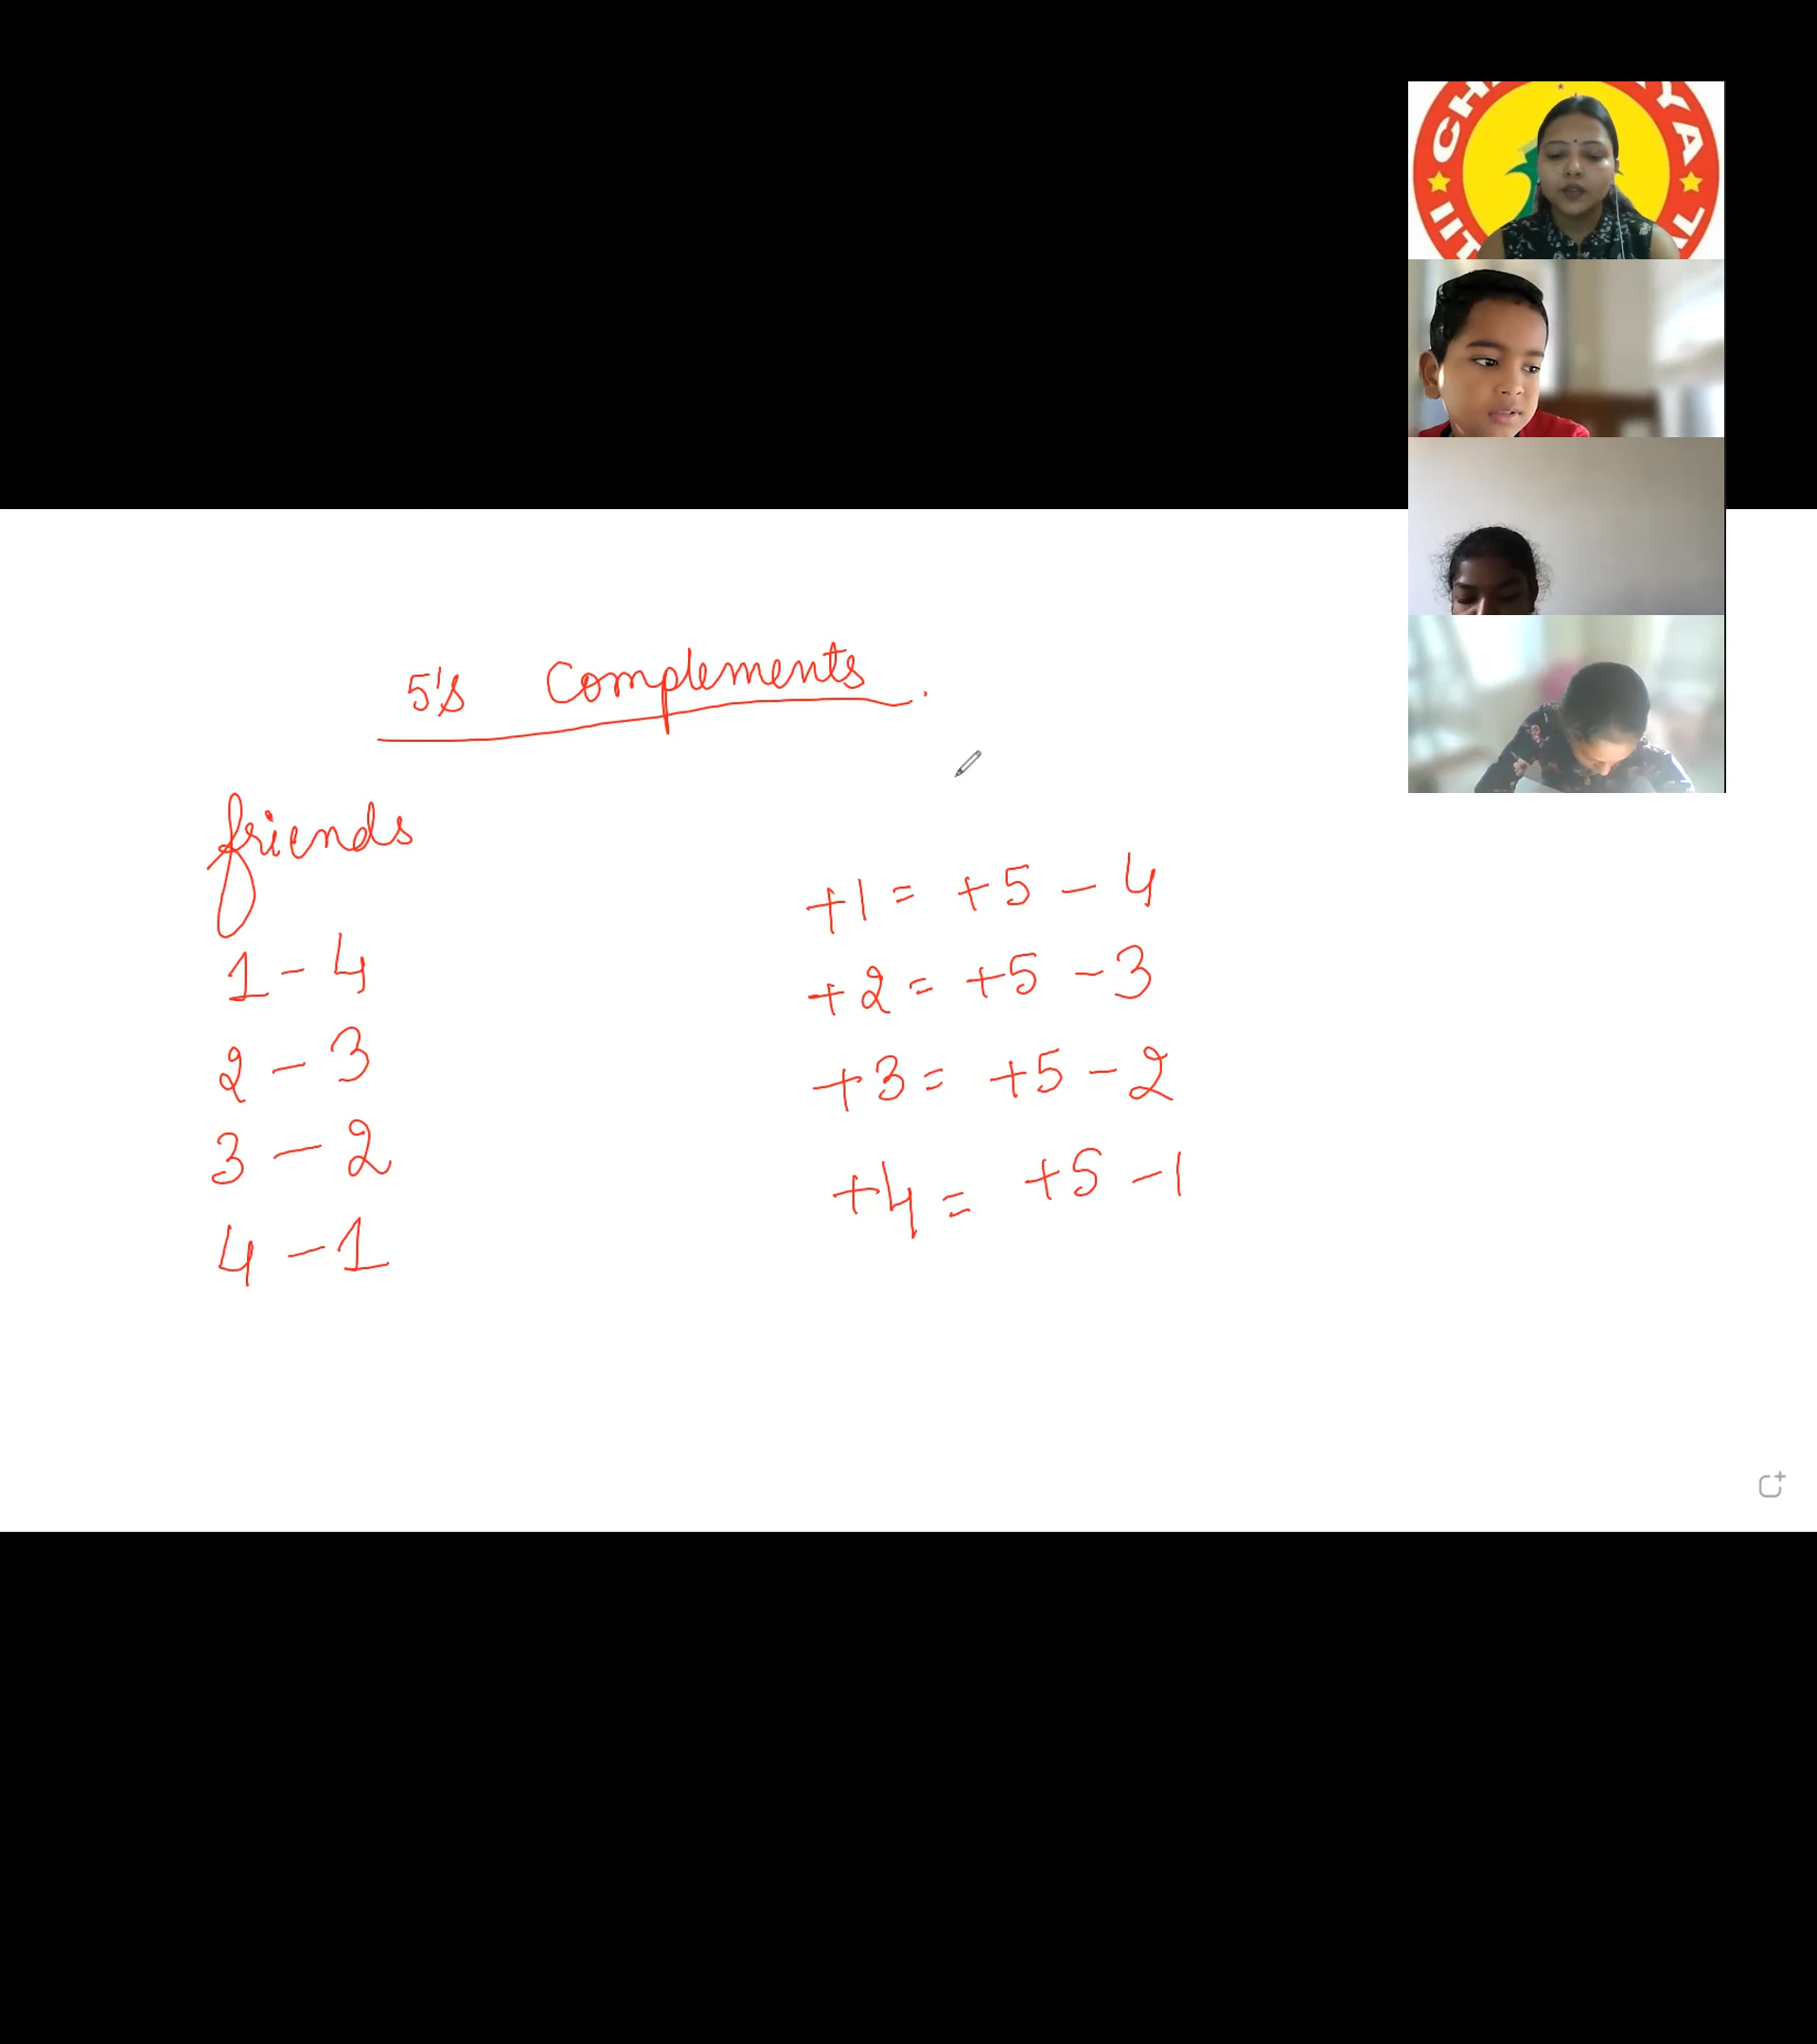 5's Complements.
friends
1 - 4
2 - 3
3 - 2
4 - 1
+1 = +5 - 4
+2 = +5 - 3
+3 = +5 - 2
+4 = +5 - 1